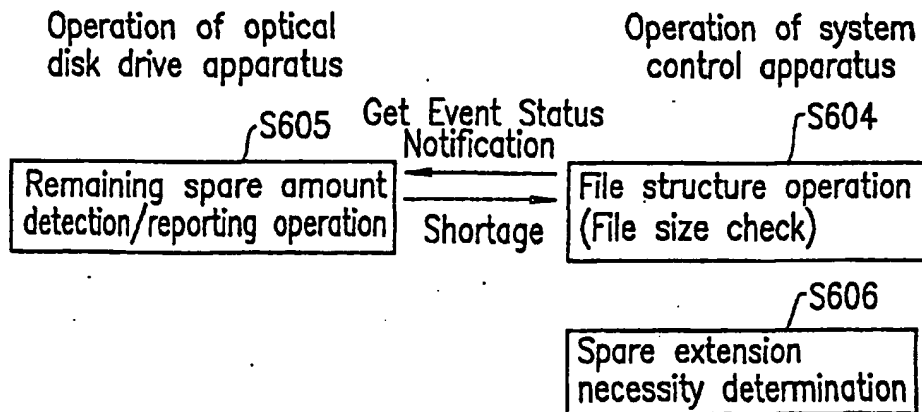 Operation of optical
disk drive apparatus
Operation of system
control apparatus
S605
Get Event Status
Notification
S604
Remaining spare amount
detection/reporting operation
Shortage
File structure operation
(File size check)
S606
Spare extension
necessity determination